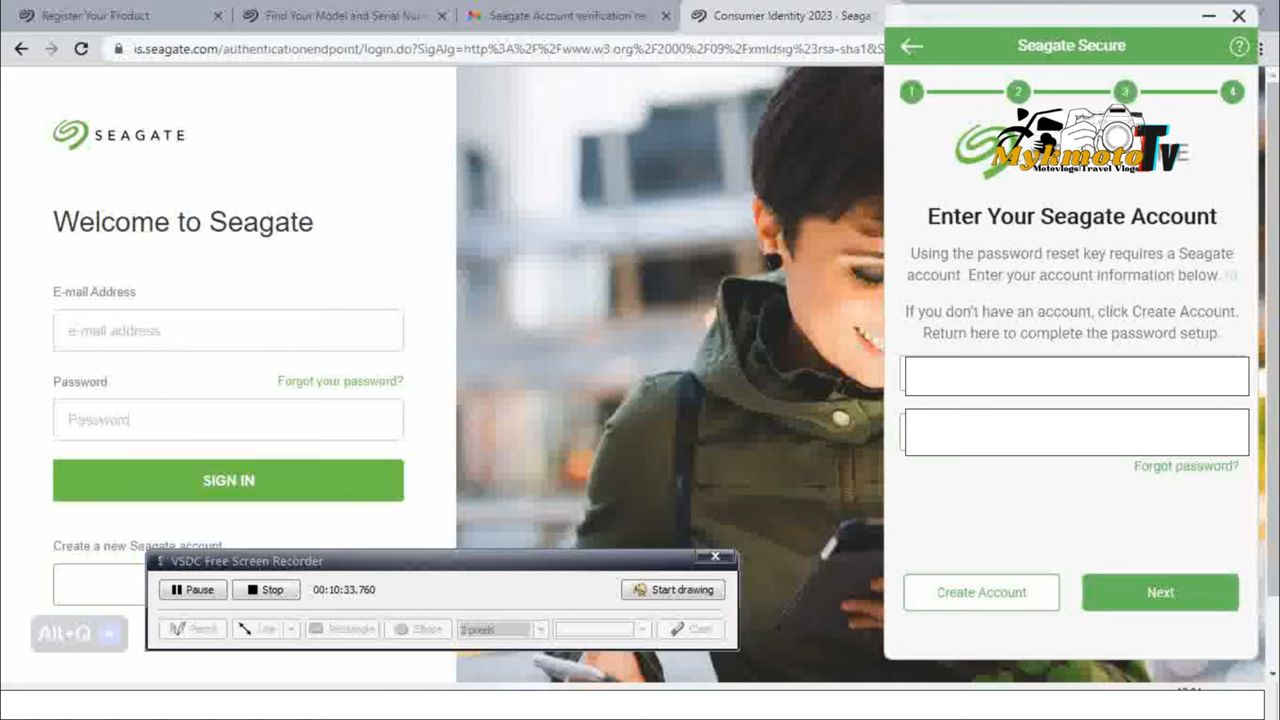 Register Your Product
Find Your Model and Serial Nu
Seagate Account verification re
Consumer Identity 2023 - Seaga
is.seagate.com/authenticationendpoint/login.do?SigAlg=http%3A%2F%2Fwww.w3.org%2F2000%2F09%2Fxmldsig%23rsa-sha1&S
SEAGATE
Welcome to Seagate
E-mail Address
e-mail address
Password
Forgot your password?
Password
SIGN IN
Create a new Seagate account
Alt+Q
VSDC Free Screen Recorder
Pause
Stop
00:10:33.760
Start drawing
Pencil
Line
Rectangle
Ellipse
2 pixels
Clear
Seagate Secure
?
1
2
3
4
Mykmoto Tv
Motovlogs|Travel Vlogs
Enter Your Seagate Account
Using the password reset key requires a Seagate
account. Enter your account information below.
If you don't have an account, click Create Account.
Return here to complete the password setup.
Forgot password?
Create Account
Next